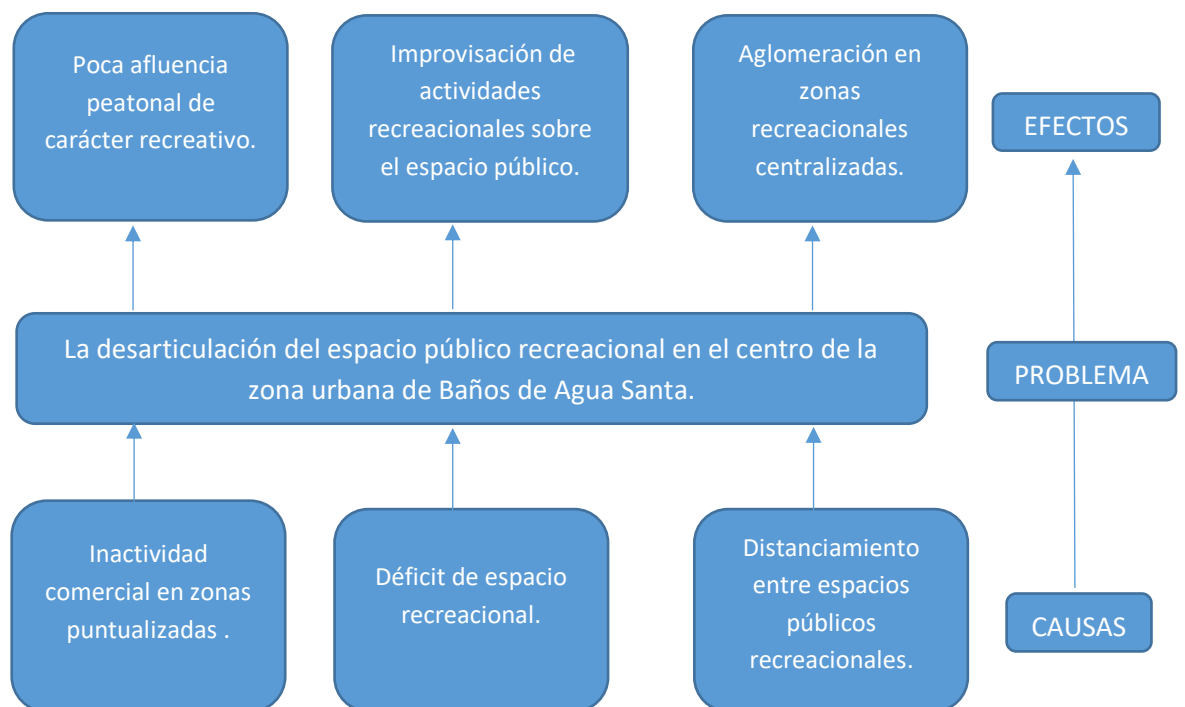 Poca afluencia
peatonal de
carácter recreativo.
Improvisación de
actividades
recreacionales sobre
el espacio público.
Aglomeración en
zonas
recreacionales
centralizadas.
EFECTOS
La desarticulación del espacio público recreacional en el centro de la
zona urbana de Baños de Agua Santa.
PROBLEMA
Inactividad
comercial en zonas
puntualizadas .
Déficit de espacio
recreacional.
Distanciamiento
entre espacios
públicos
recreacionales.
CAUSAS